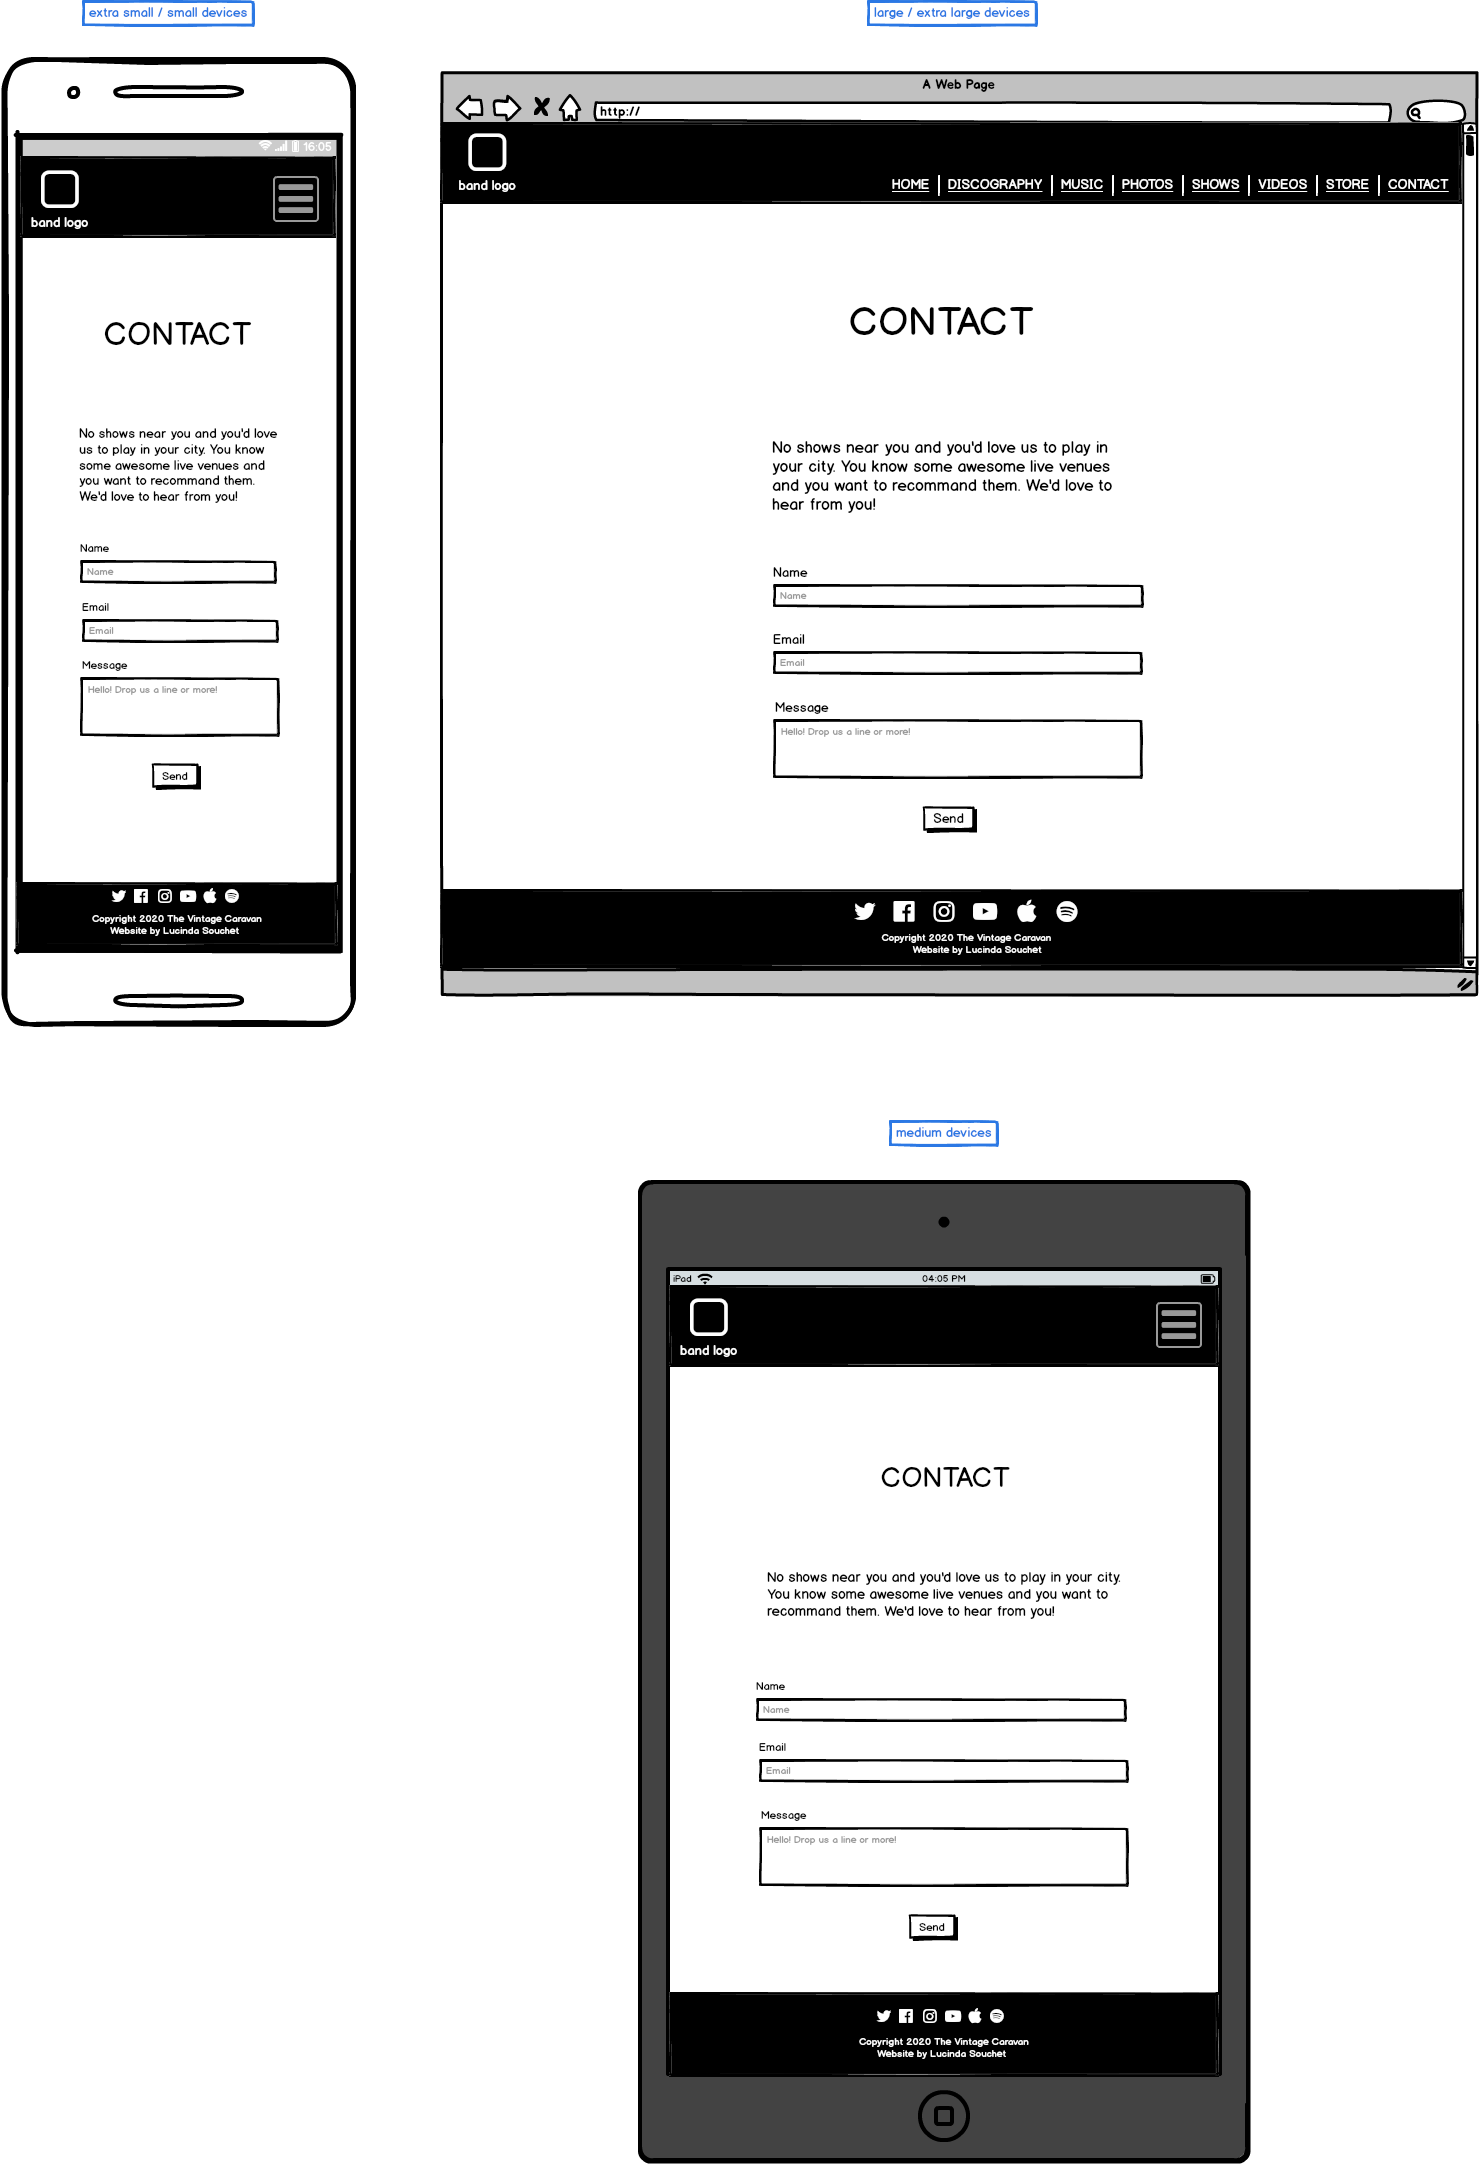 extra small / small devices
16:05
band logo
CONTACT
No shows near you and you'd love
us to play in your city. You know
some awesome live venues and
you want to recommand them.
We'd love to hear from you!
Name
Name
Email
Email
Message
Hello! Drop us a line or more!
Send
Copyright 2020 The Vintage Caravan
Website by Lucinda Souchet
large / extra large devices
A Web Page
http://
band logo
HOME DISCOGRAPHY MUSIC PHOTOS SHOWS VIDEOS STORE CONTACT
CONTACT
No shows near you and you'd love us to play in
your city. You know some awesome live venues
and you want to recommand them. We'd love to
hear from you!
Name
Name
Email
Email
Message
Hello! Drop us a line or more!
Send
Copyright 2020 The Vintage Caravan
Website by Lucinda Souchet
medium devices
iPad 04:05 PM
band logo
CONTACT
No shows near you and you'd love us to play in your city.
You know some awesome live venues and you want to
recommand them. We'd love to hear from you!
Name
Name
Email
Email
Message
Hello! Drop us a line or more!
Send
Copyright 2020 The Vintage Caravan
Website by Lucinda Souchet